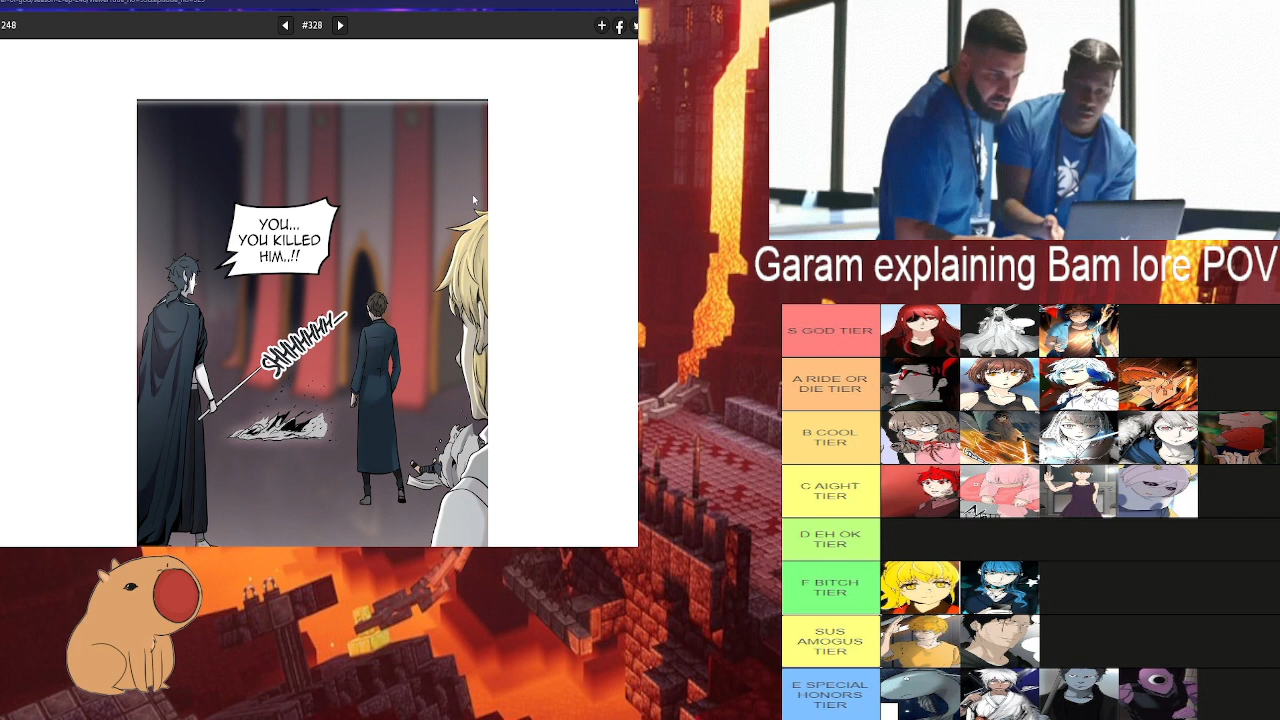 248
#328
YOU...
YOU KILLED
HIM..!!
SHHHHHH—
Garam explaining Bam lore POV
S GOD TIER
A RIDE OR
DIE TIER
B COOL
TIER
C AIGHT
TIER
D EH OK
TIER
F BITCH
TIER
SUS
AMOGUS
TIER
E SPECIAL
HONORS
TIER